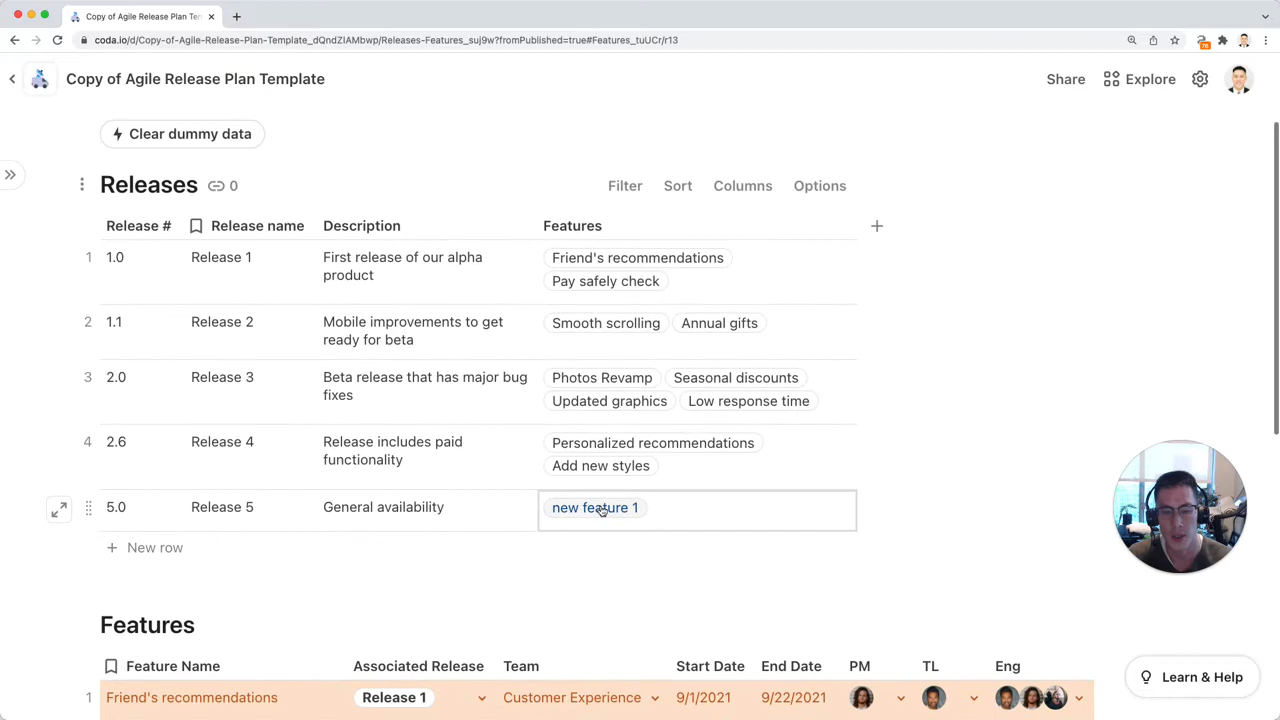 Copy of Agile Release Plan Tem
coda.io/d/Copy-of-Agile-Release-Plan-Template_dQndZIAMbwp/Releases-Features_suj9w?fromPublished=true#Features_tuUCr/r13
76
Copy of Agile Release Plan Template
Share
Explore
Clear dummy data
Releases 0
Filter Sort Columns Options
Release # Release name Description Features
1 1.0 Release 1 First release of our alpha Friend's recommendations
product Pay safely check
2 1.1 Release 2 Mobile improvements to get Smooth scrolling Annual gifts
ready for beta
3 2.0 Release 3 Beta release that has major bug Photos Revamp Seasonal discounts
fixes Updated graphics Low response time
4 2.6 Release 4 Release includes paid Personalized recommendations
functionality Add new styles
5.0 Release 5 General availability new feature 1
New row
Features
Feature Name Associated Release Team Start Date End Date PM TL Eng
1 Friend's recommendations Release 1 Customer Experience 9/1/2021 9/22/2021
Learn & Help